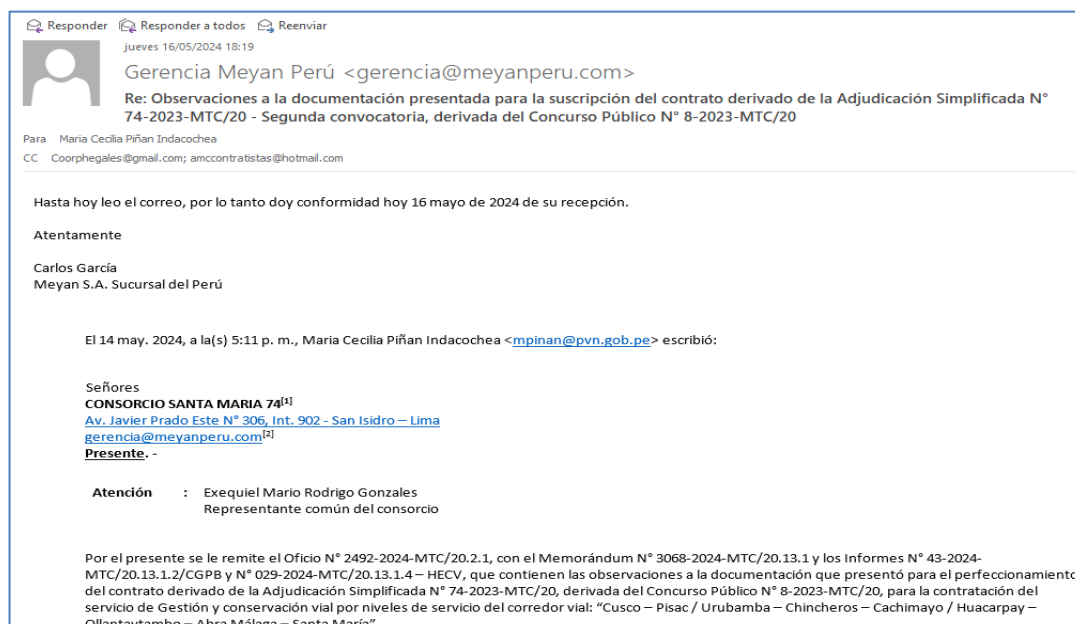 Responder Responder a todos Reenviar
jueves 16/05/2024 18:19
Gerencia Meyan Perú <gerencia@meyanperu.com>
Re: Observaciones a la documentación presentada para la suscripción del contrato derivado de la Adjudicación Simplificada N°
74-2023-MTC/20 - Segunda convocatoria, derivada del Concurso Público N° 8-2023-MTC/20
Para Maria Cecilia Piñan Indacochea
CC Coorphegales@gmail.com; amccontratistas@hotmail.com
Hasta hoy leo el correo, por lo tanto doy conformidad hoy 16 mayo de 2024 de su recepción.
Atentamente
Carlos García
Meyan S.A. Sucursal del Perú
El 14 may. 2024, a la(s) 5:11 p. m., Maria Cecilia Piñan Indacochea <mpinan@pvn.gob.pe> escribió:
Señores
CONSORCIO SANTA MARIA 74[1]
Av. Javier Prado Este N° 306, Int. 902 - San Isidro – Lima
gerencia@meyanperu.com[2]
Presente. -
Atención : Exequiel Mario Rodrigo Gonzales
Representante común del consorcio
Por el presente se le remite el Oficio N° 2492-2024-MTC/20.2.1, con el Memorándum N° 3068-2024-MTC/20.13.1 y los Informes N° 43-2024-
MTC/20.13.1.2/CGPB y N° 029-2024-MTC/20.13.1.4 – HECV, que contienen las observaciones a la documentación que presentó para el perfeccionamiento
del contrato derivado de la Adjudicación Simplificada N° 74-2023-MTC/20, derivada del Concurso Público N° 8-2023-MTC/20, para la contratación del
servicio de Gestión y conservación vial por niveles de servicio del corredor vial: “Cusco – Pisac / Urubamba – Chincheros – Cachimayo / Huacarpay –
Ollantaytambo – Abra Málaga – Santa María”